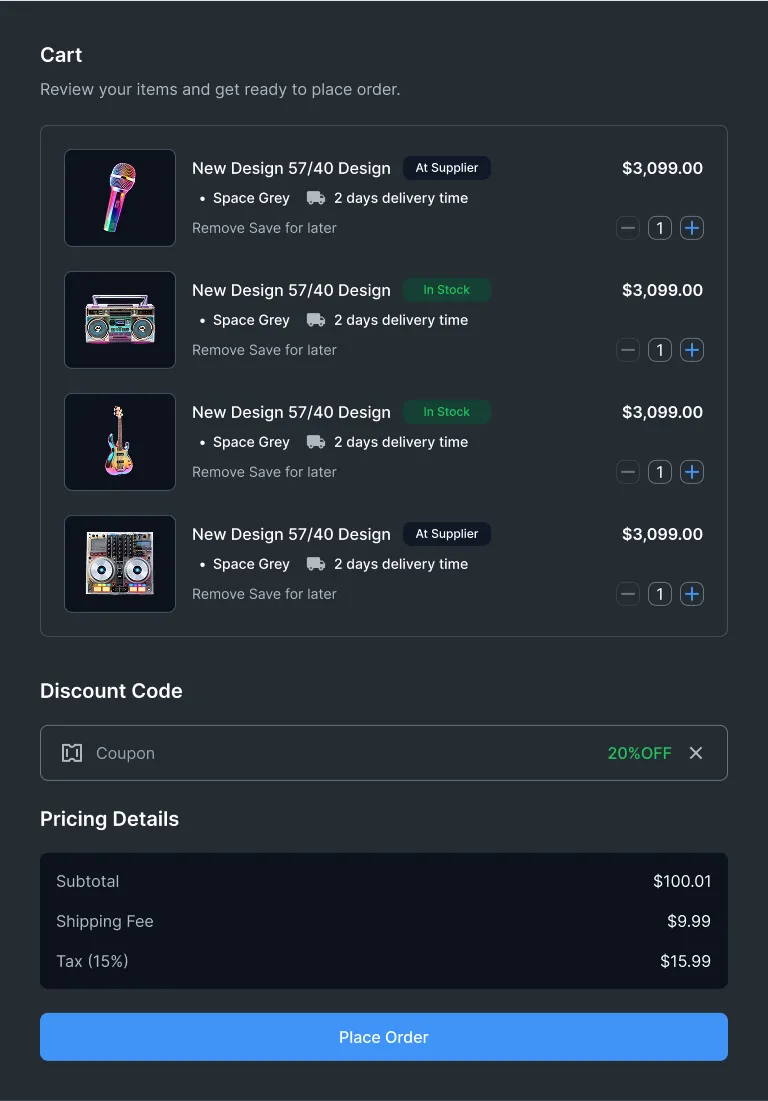 Cart
Review your items and get ready to place order.
New Design 57/40 Design At Supplier $3,099.00
• Space Grey 2 days delivery time
Remove Save for later 1
New Design 57/40 Design In Stock $3,099.00
• Space Grey 2 days delivery time
Remove Save for later 1
New Design 57/40 Design In Stock $3,099.00
• Space Grey 2 days delivery time
Remove Save for later 1
New Design 57/40 Design At Supplier $3,099.00
• Space Grey 2 days delivery time
Remove Save for later 1
Discount Code
Coupon 20%OFF
Pricing Details
Subtotal $100.01
Shipping Fee $9.99
Tax (15%) $15.99
Place Order